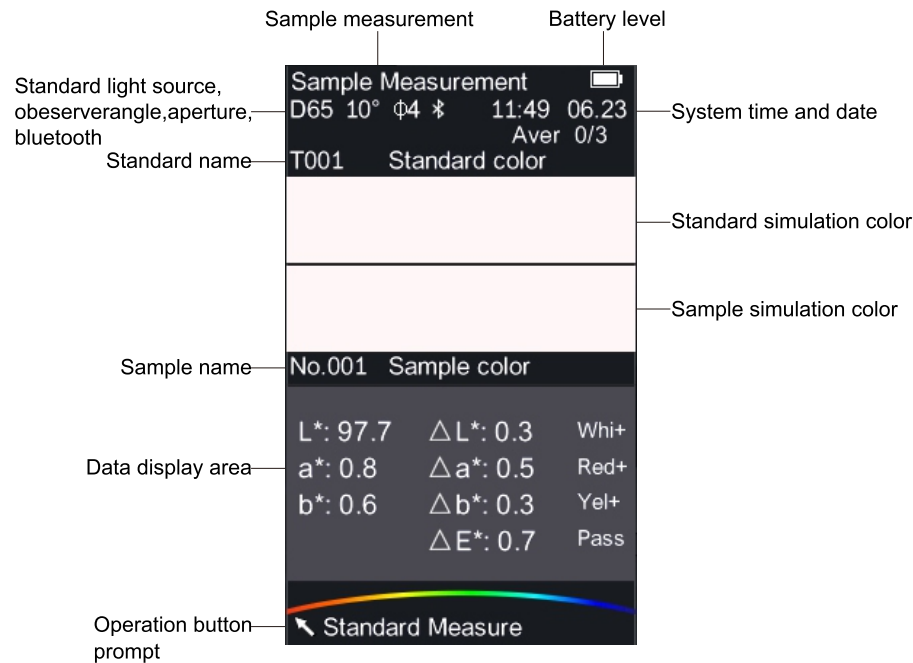 Sample measurement
Battery level
Standard light source,
obeserverangle,aperture,
bluetooth
Sample Measurement
D65 10° ϕ4 11:49 06.23
Aver 0/3
System time and date
Standard name
T001 Standard color
Standard simulation color
Sample simulation color
Sample name
No.001 Sample color
L*: 97.7 △L*: 0.3 Whi+
Data display area
a*: 0.8 △a*: 0.5 Red+
b*: 0.6 △b*: 0.3 Yel+
△E*: 0.7 Pass
Operation button
prompt
Standard Measure